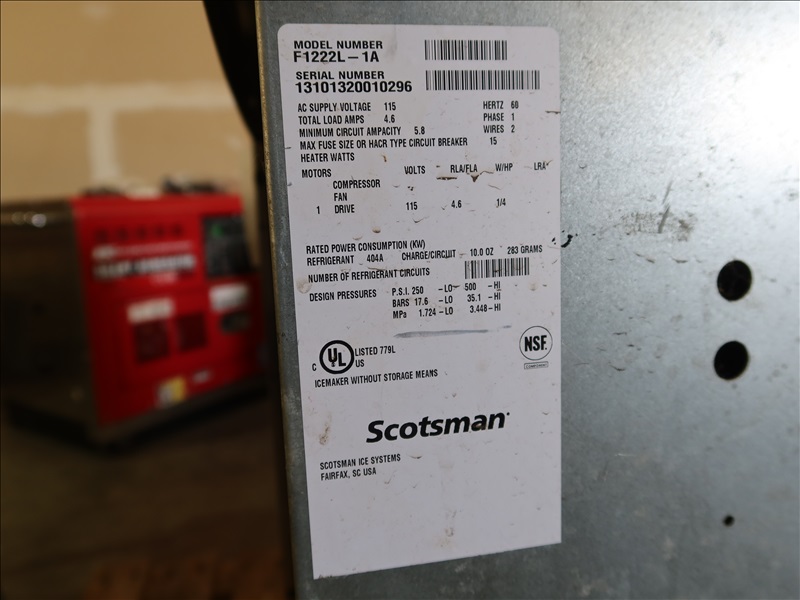 MODEL NUMBER
F1222L-1A
SERIAL NUMBER
13101320010296
AC SUPPLY VOLTAGE 115 HERTZ 60
TOTAL LOAD AMPS 4.6 PHASE 1
MINIMUM CIRCUIT AMPACITY 5.8 WIRES 2
MAX FUSE SIZE OR HACR TYPE CIRCUIT BREAKER 15
HEATER WATTS
MOTORS VOLTS RLA/FLA W/HP LRA
COMPRESSOR
FAN
1 DRIVE 115 4.6 1/4
RATED POWER CONSUMPTION (KW)
REFRIGERANT 404A CHARGE/CIRCUIT 10.0 OZ 283 GRAMS
NUMBER OF REFRIGERANT CIRCUITS
DESIGN PRESSURES P.S.I. 250 -LO- 500 -HI
BARS 17.6 -LO 35.1 -HI
MPa 1.724 -LO 3.448 -HI
C UL US LISTED 779L
NSF
ICEMAKER WITHOUT STORAGE MEANS
Scotsman
SCOTSMAN ICE SYSTEMS
FAIRFAX, SC USA